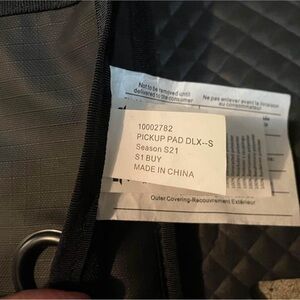 Not to be removed until
delivered to the consumer
Ne pas enlever avant la livraison
au consommateur
10002782
PICKUP PAD DLX--S
Season S21
S1 BUY
MADE IN CHINA
Outer Covering-Recouvrement Extérieur